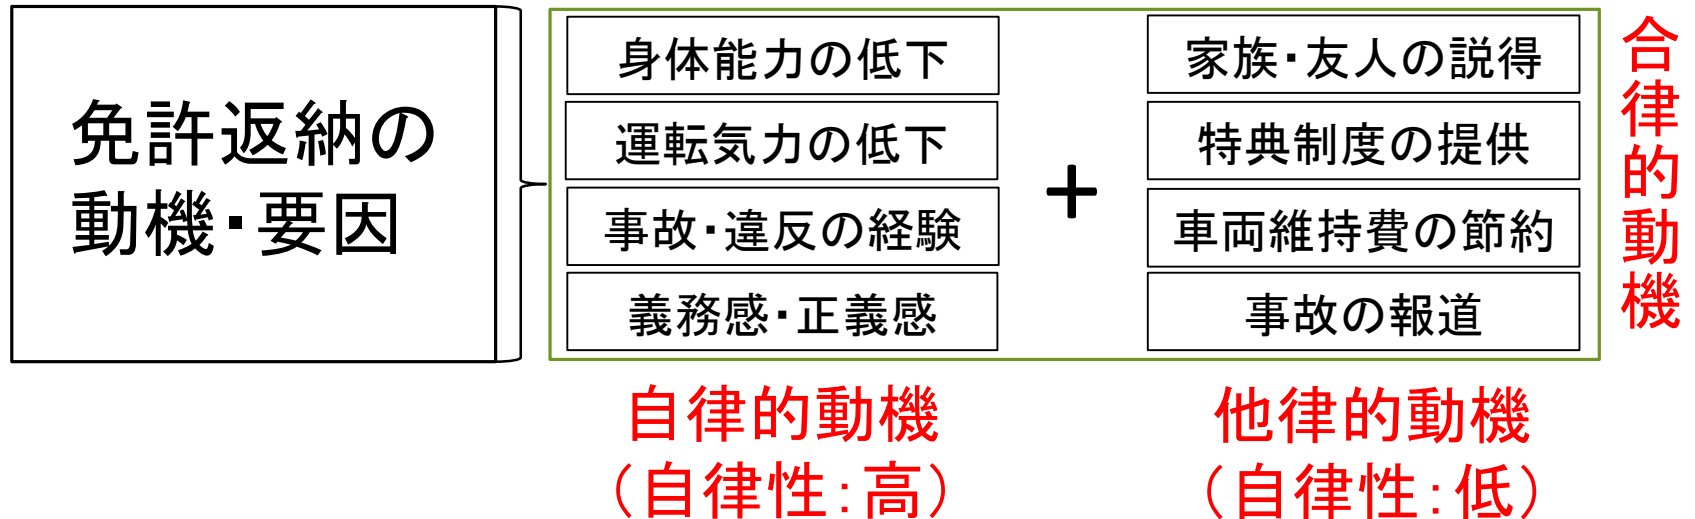 免許返納の
動機・要因
身体能力の低下
運転気力の低下
事故・違反の経験
義務感・正義感
+
家族・友人の説得
特典制度の提供
車両維持費の節約
事故の報道
合律的動機
自律的動機
（自律性：高）
他律的動機
（自律性：低）